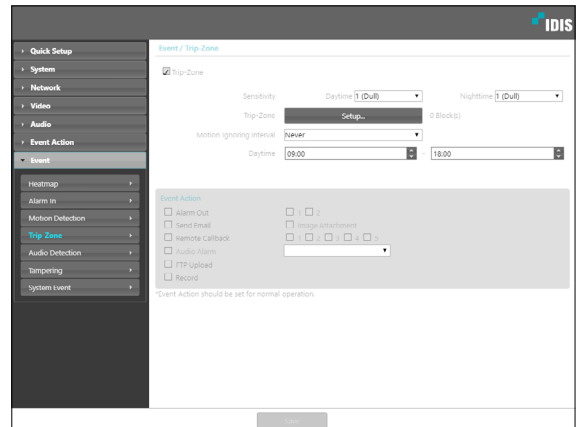 IDIS
Quick Setup
System
Network
Video
Audio
Event Action
Event
Heatmap
Alarm In
Motion Detection
Trip-Zone
Audio Detection
Tampering
System Event
Event / Trip-Zone
Trip-Zone
Sensitivity Daytime 1 (Dull) Nighttime 1 (Dull)
Trip-Zone Setup... 0 Block(s)
Motion ignoring interval Never
Daytime 09:00 - 18:00
Event Action
Alarm Out 1 2
Send Email Image Attachment
Remote Callback 1 2 3 4 5
Audio Alarm
FTP Upload
Record
*Event Action should be set for normal operation.
Save